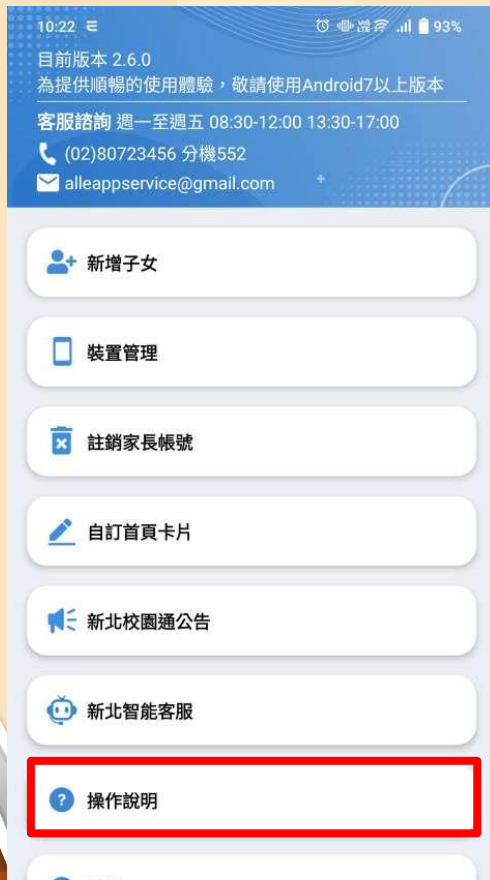 10:22
93%
目前版本 2.6.0
為提供順暢的使用體驗，敬請使用Android7以上版本
客服諮詢 週一至週五 08:30-12:00 13:30-17:00
(02)80723456 分機552
alleappservice@gmail.com
新增子女
裝置管理
註銷家長帳號
自訂首頁卡片
新北校園通公告
新北智能客服
操作說明